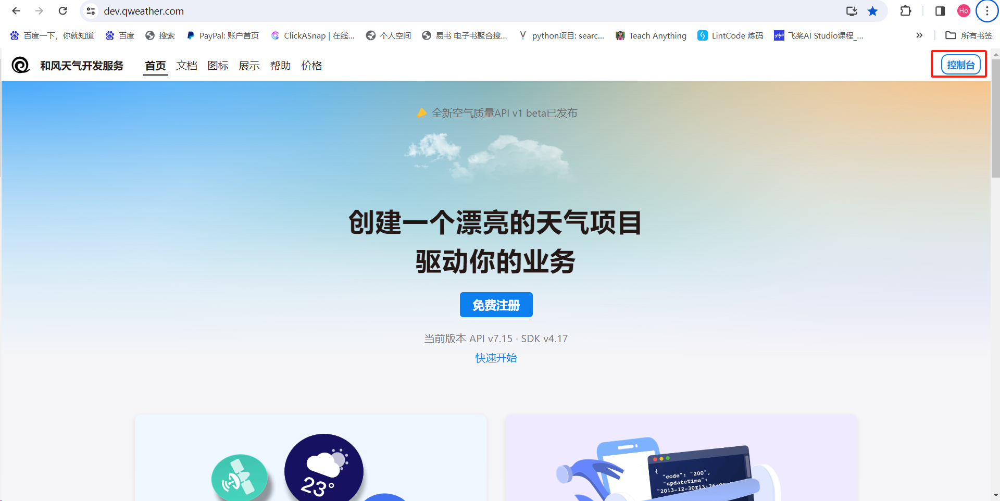 dev.qweather.com
Ho
百度一下，你就知道
百度
搜索
PayPal: 账户首页
ClickASnap | 在线...
个人空间
易书 电子书聚合搜...
python项目: searc...
Teach Anything
LintCode 炼码
飞桨AI Studio课程_...
»
所有书签
和风天气开发服务
首页
文档
图标
展示
帮助
价格
控制台
全新空气质量API v1 beta已发布
创建一个漂亮的天气项目
驱动你的业务
免费注册
当前版本 API v7.15 · SDK v4.17
快速开始
23°
{
"code": "200",
"updateTime":
"2013-12-30T13:26+08